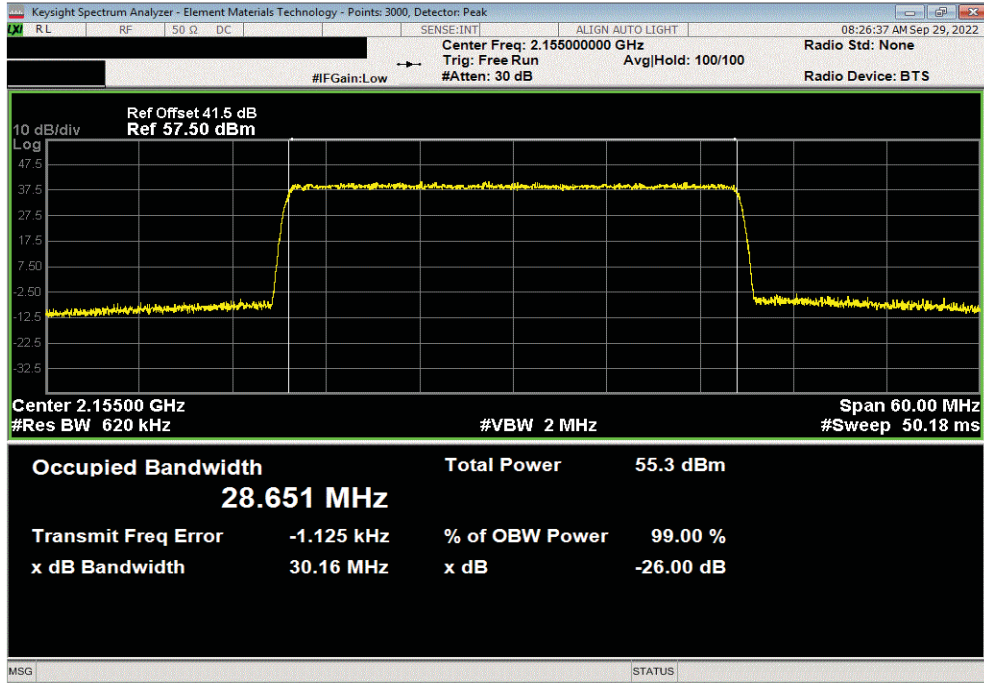 Keysight Spectrum Analyzer - Element Materials Technology - Points: 3000, Detector: Peak
LXI RL RF 50 Ω DC SENSE:INT ALIGN AUTO LIGHT 08:26:37 AM Sep 29, 2022
Center Freq: 2.155000000 GHz Radio Std: None
Trig: Free Run Avg|Hold: 100/100
#IFGain:Low #Atten: 30 dB Radio Device: BTS
Ref Offset 41.5 dB
10 dB/div Ref 57.50 dBm
Log
47.5
37.5
27.5
17.5
7.50
-2.50
-12.5
-22.5
-32.5
Center 2.15500 GHz Span 60.00 MHz
#Res BW 620 kHz #VBW 2 MHz #Sweep 50.18 ms
Occupied Bandwidth Total Power 55.3 dBm
28.651 MHz
Transmit Freq Error -1.125 kHz % of OBW Power 99.00 %
x dB Bandwidth 30.16 MHz x dB -26.00 dB
MSG STATUS